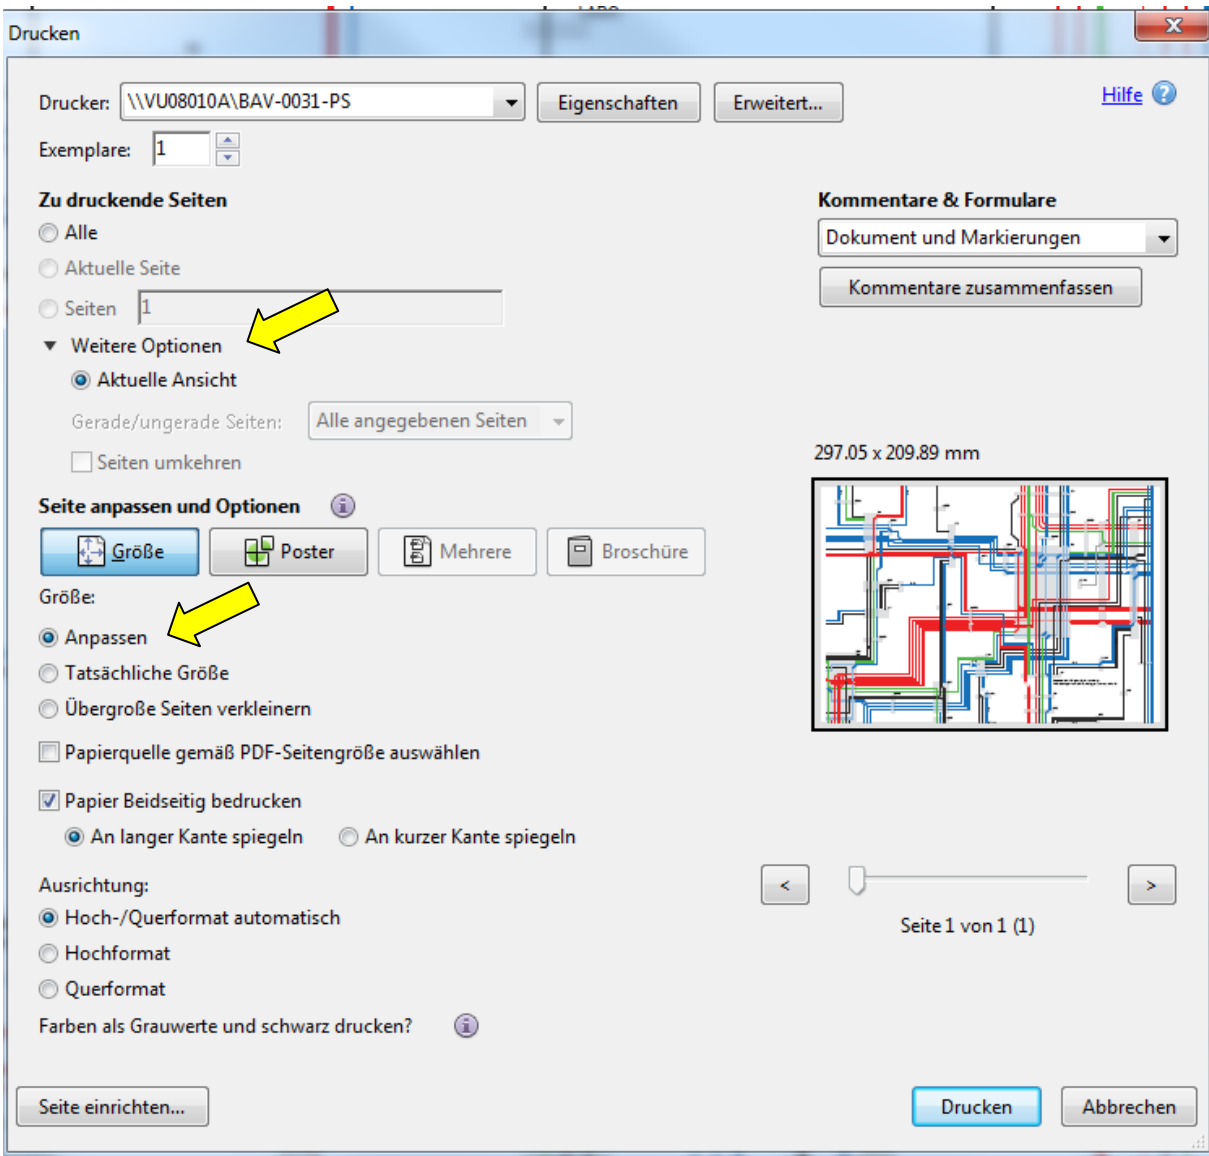 Drucken
Drucker: \\VU08010A\BAV-0031-PS Eigenschaften Erweitert... Hilfe
Exemplare: 1
Zu druckende Seiten Kommentare & Formulare
Alle Dokument und Markierungen
Aktuelle Seite
Kommentare zusammenfassen
Seiten 1
Weitere Optionen
Aktuelle Ansicht
Gerade/ungerade Seiten: Alle angegebenen Seiten
Seiten umkehren
297.05 x 209.89 mm
Seite anpassen und Optionen
Größe Poster Mehrere Broschüre
Größe:
Anpassen
Tatsächliche Größe
Übergroße Seiten verkleinern
Papierquelle gemäß PDF-Seitengröße auswählen
Papier Beidseitig bedrucken
An langer Kante spiegeln An kurzer Kante spiegeln
Ausrichtung: < >
Hoch-/Querformat automatisch
Seite 1 von 1 (1)
Hochformat
Querformat
Farben als Grauwerte und schwarz drucken?
Seite einrichten... Drucken Abbrechen